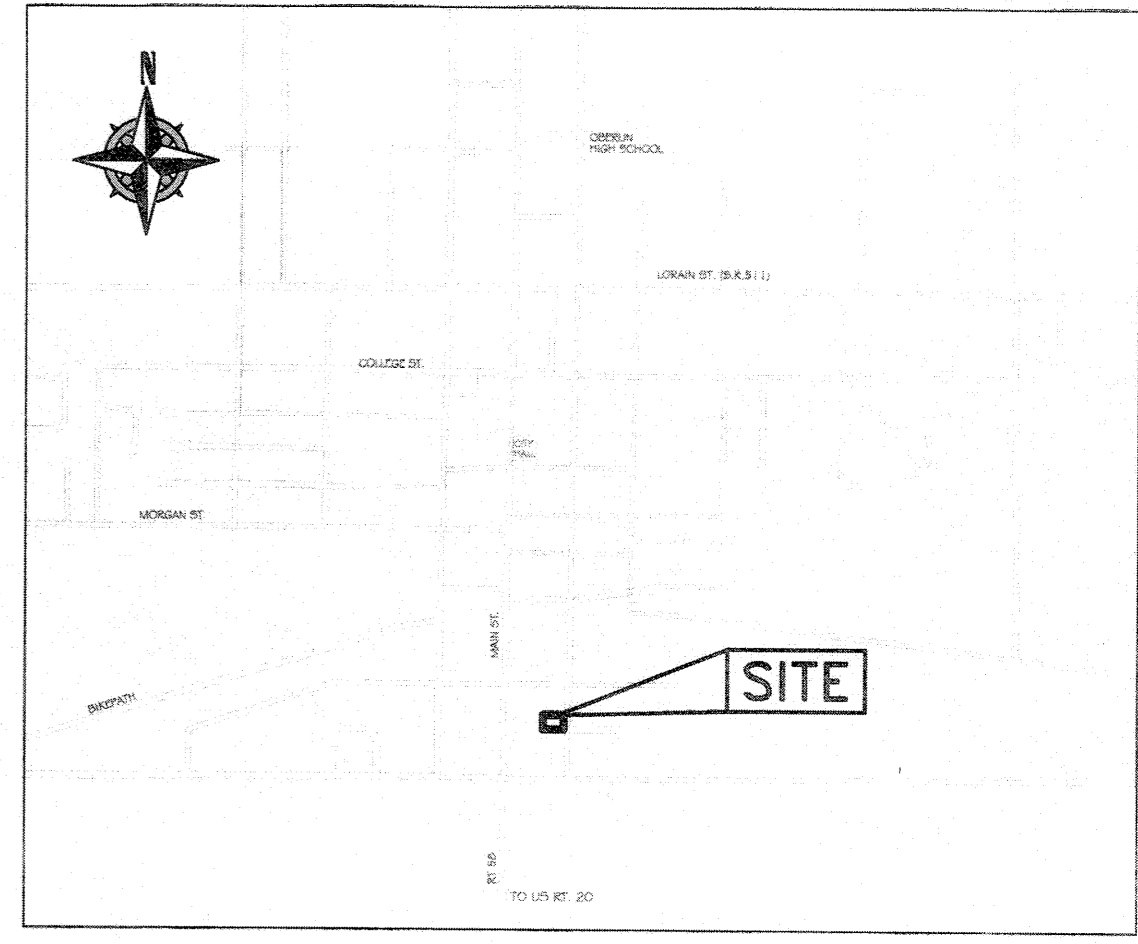 N
OBERLIN
HIGH SCHOOL
LORAIN ST. (S.R.511)
COLLEGE ST.
CITY
HALL
MORGAN ST
MAIN ST.
SITE
BIKEPATH
RT 58
TO US RT. 20